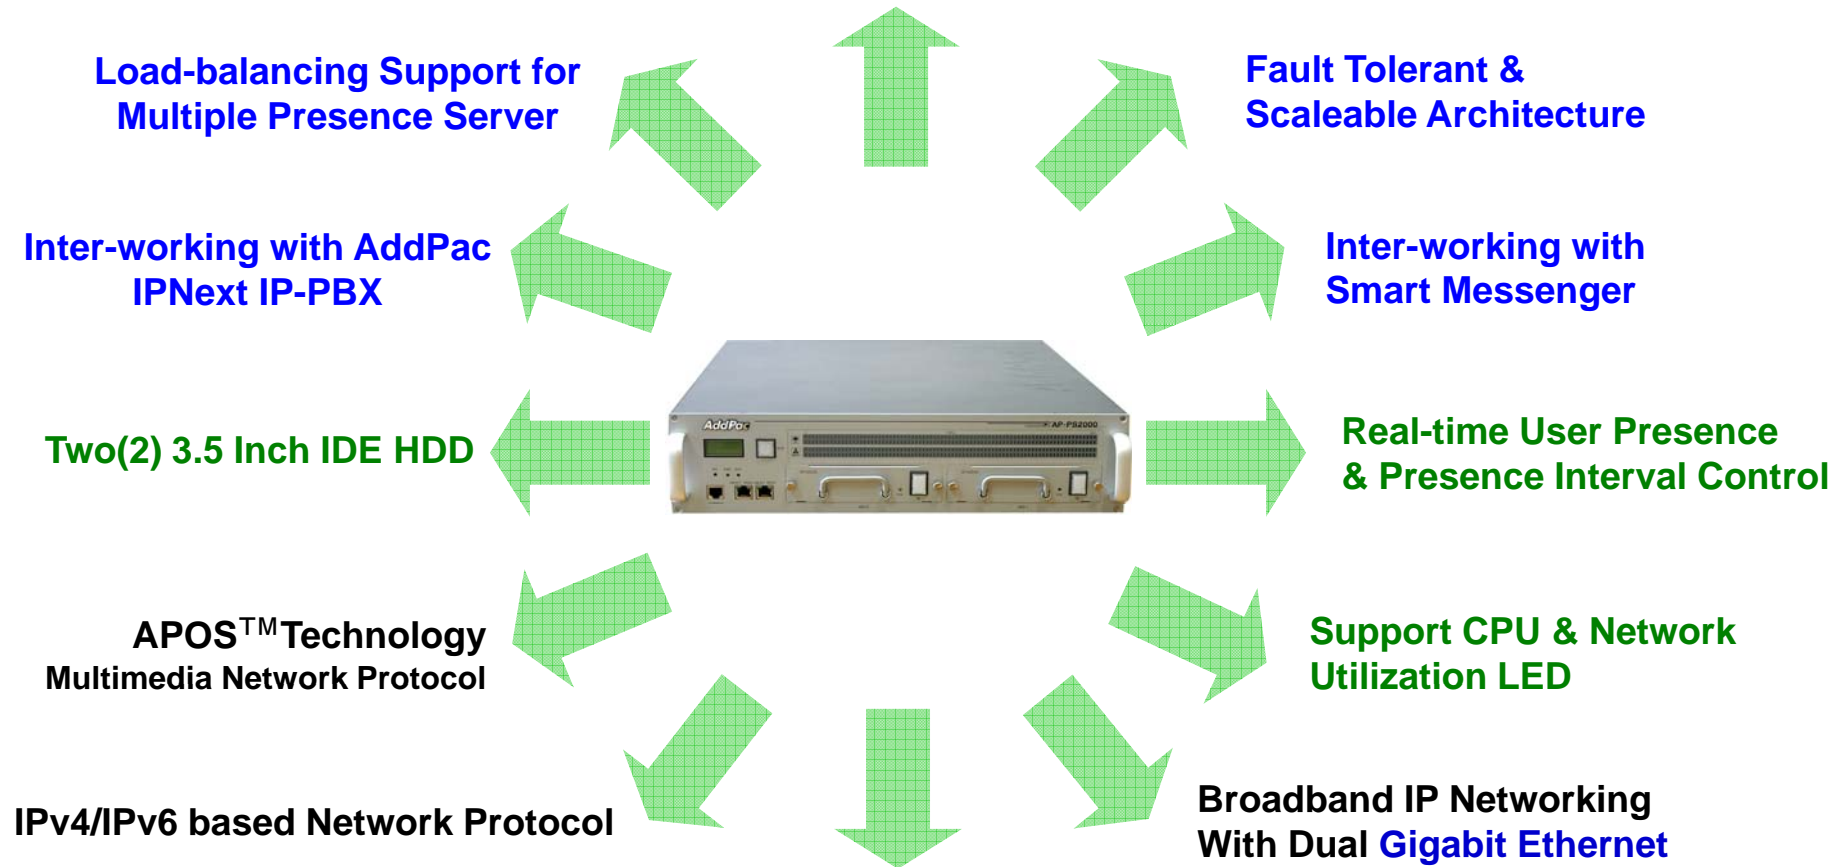 Load-balancing Support for
Multiple Presence Server
Fault Tolerant &
Scaleable Architecture
Inter-working with AddPac
IPNext IP-PBX
Inter-working with
Smart Messenger
AddPac
AP-PS2000
Two(2) 3.5 Inch IDE HDD
Real-time User Presence
& Presence Interval Control
APOS™Technology
Multimedia Network Protocol
Support CPU & Network
Utilization LED
IPv4/IPv6 based Network Protocol
Broadband IP Networking
With Dual Gigabit Ethernet